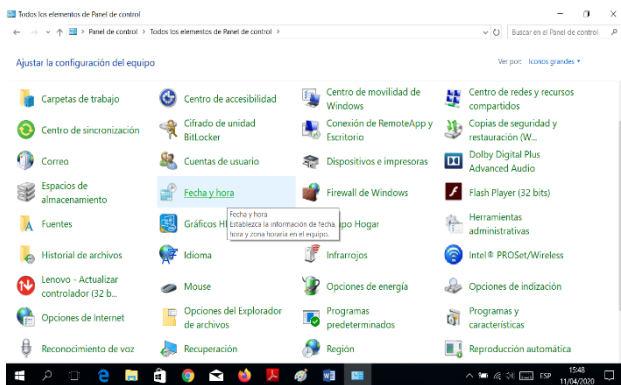 Todos los elementos de Panel de control
Panel de control > Todos los elementos de Panel de control >
Buscar en el Panel de control
Ajustar la configuración del equipo
Ver por: Iconos grandes
Carpetas de trabajo
Centro de accesibilidad
Centro de movilidad de
Windows
Centro de redes y recursos
compartidos
Centro de sincronización
Cifrado de unidad
BitLocker
Conexión de RemoteApp y
Escritorio
Copias de seguridad y
restauración (W...
Correo
Cuentas de usuario
Dispositivos e impresoras
Dolby Digital Plus
Advanced Audio
Espacios de
almacenamiento
Fecha y hora
Firewall de Windows
Flash Player (32 bits)
Fecha y hora
Establezca la información de fecha,
hora y zona horaria en el equipo.
Fuentes
Gráficos
Hogar
Herramientas
administrativas
Historial de archivos
Idioma
Infrarrojos
Intel® PROSet/Wireless
Lenovo - Actualizar
controlador (32 b...
Mouse
Opciones de energía
Opciones de indización
Opciones de Internet
Opciones del Explorador
de archivos
Programas
predeterminados
Programas y
características
Reconocimiento de voz
Recuperación
Región
Reproducción automática
ESP
15:48
11/04/2020